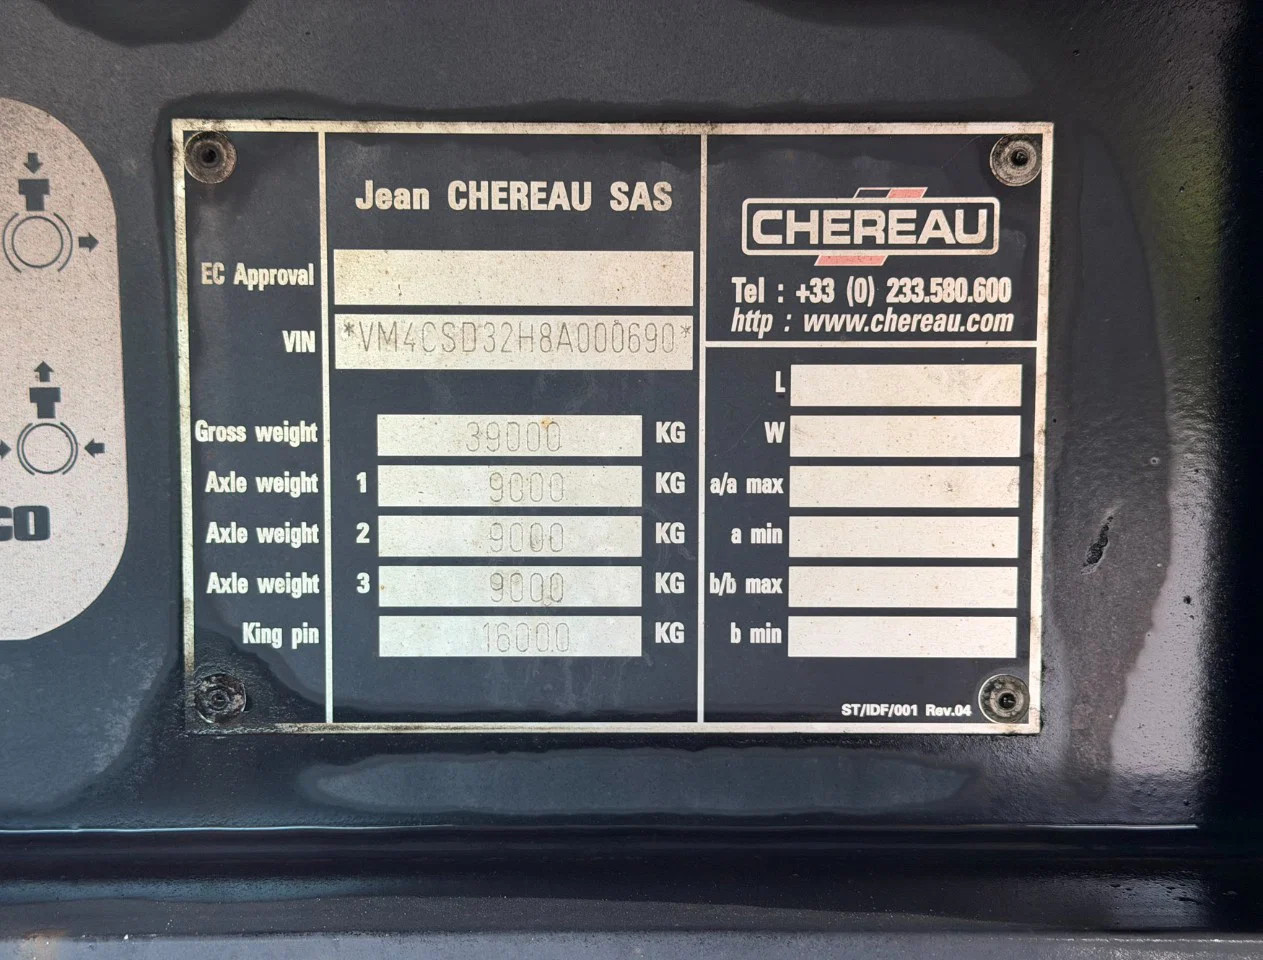 Jean CHEREAU SAS
EC Approval
VIN *VM4CSD32H8A000690*
Gross weight 39000 KG
Axle weight 1 9000 KG
Axle weight 2 9000 KG
Axle weight 3 9000 KG
King pin 16000 KG
CHEREAU
Tel : +33 (0) 233.580.600
http : www.chereau.com
L
W
a/a max
a min
b/b max
b min
ST/IDF/001 Rev.04